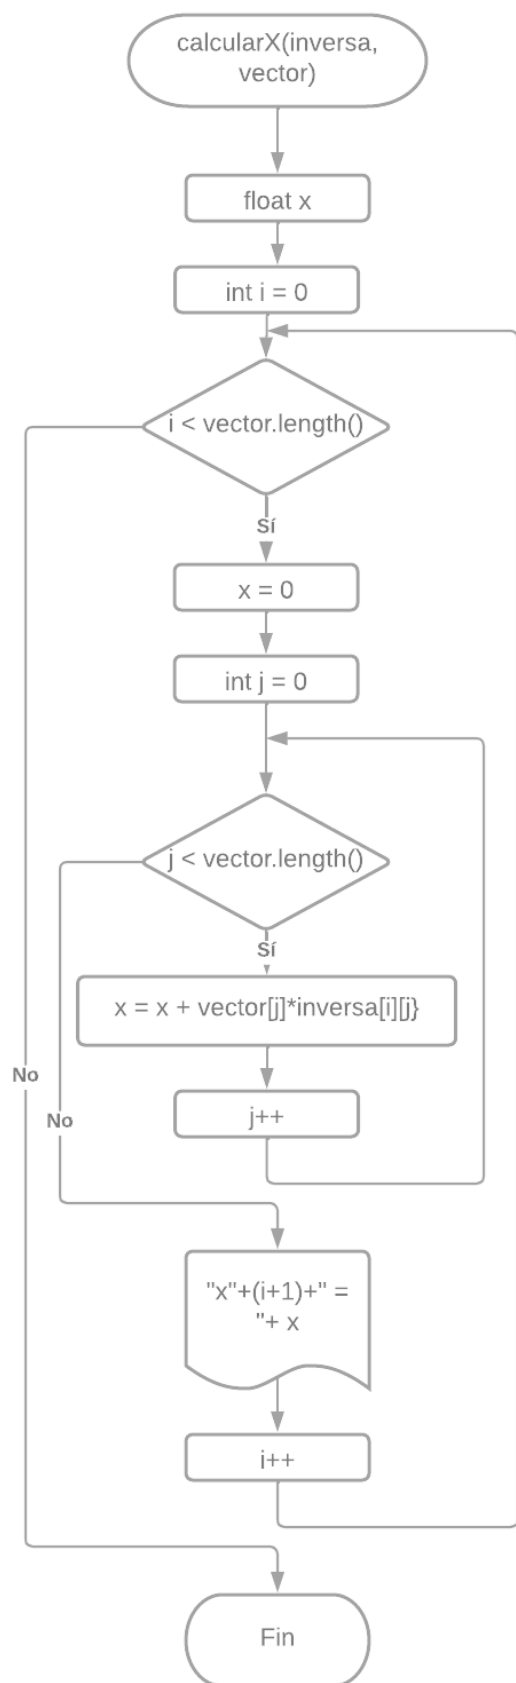 calcularX(inversa,
vector)
float x
int i = 0
i < vector.length()
Sí
x = 0
int j = 0
j < vector.length()
Sí
x = x + vector[j]*inversa[i][j}
No
j++
No
"x"+(i+1)+" =
"+ x
i++
Fin